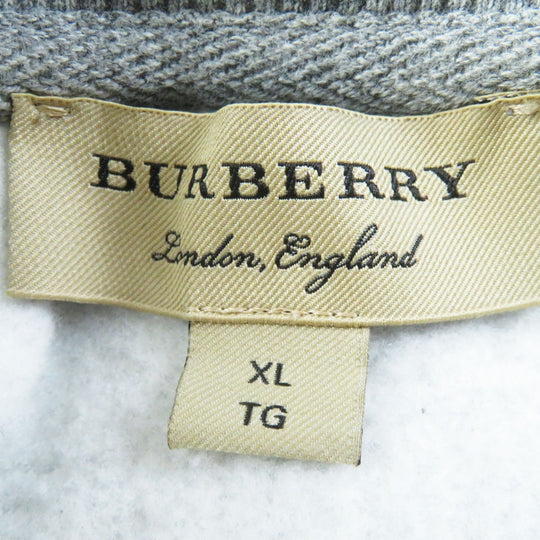 BURBERRY
London, England
XL
TG